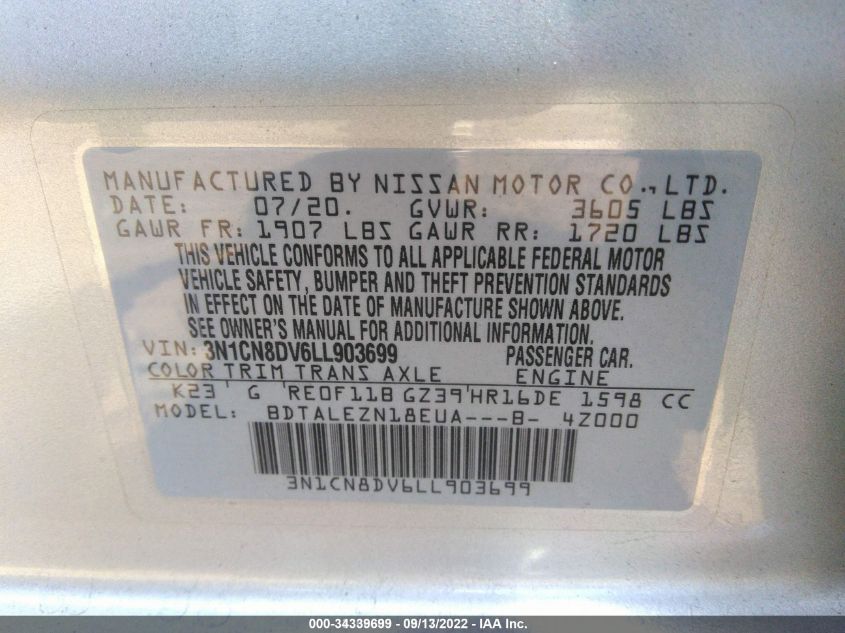 MANUFACTURED BY NISSAN MOTOR CO.,LTD.
DATE: 07/20. GVWR: 3605 LBS
GAWR FR: 1907 LBS GAWR RR: 1720 LBS
THIS VEHICLE CONFORMS TO ALL APPLICABLE FEDERAL MOTOR
VEHICLE SAFETY, BUMPER AND THEFT PREVENTION STANDARDS
IN EFFECT ON THE DATE OF MANUFACTURE SHOWN ABOVE.
SEE OWNER'S MANUAL FOR ADDITIONAL INFORMATION.
VIN: 3N1CN8DV6LL903699 PASSENGER CAR.
COLOR TRIM TRANS AXLE ENGINE
K23 G RE0F11B GZ39 HR16DE 1598 CC
MODEL: BDTALEZN18EUA---B- 4Z000
3N1CN8DV6LL903699
000-34339699 - 09/13/2022 - IAA Inc.